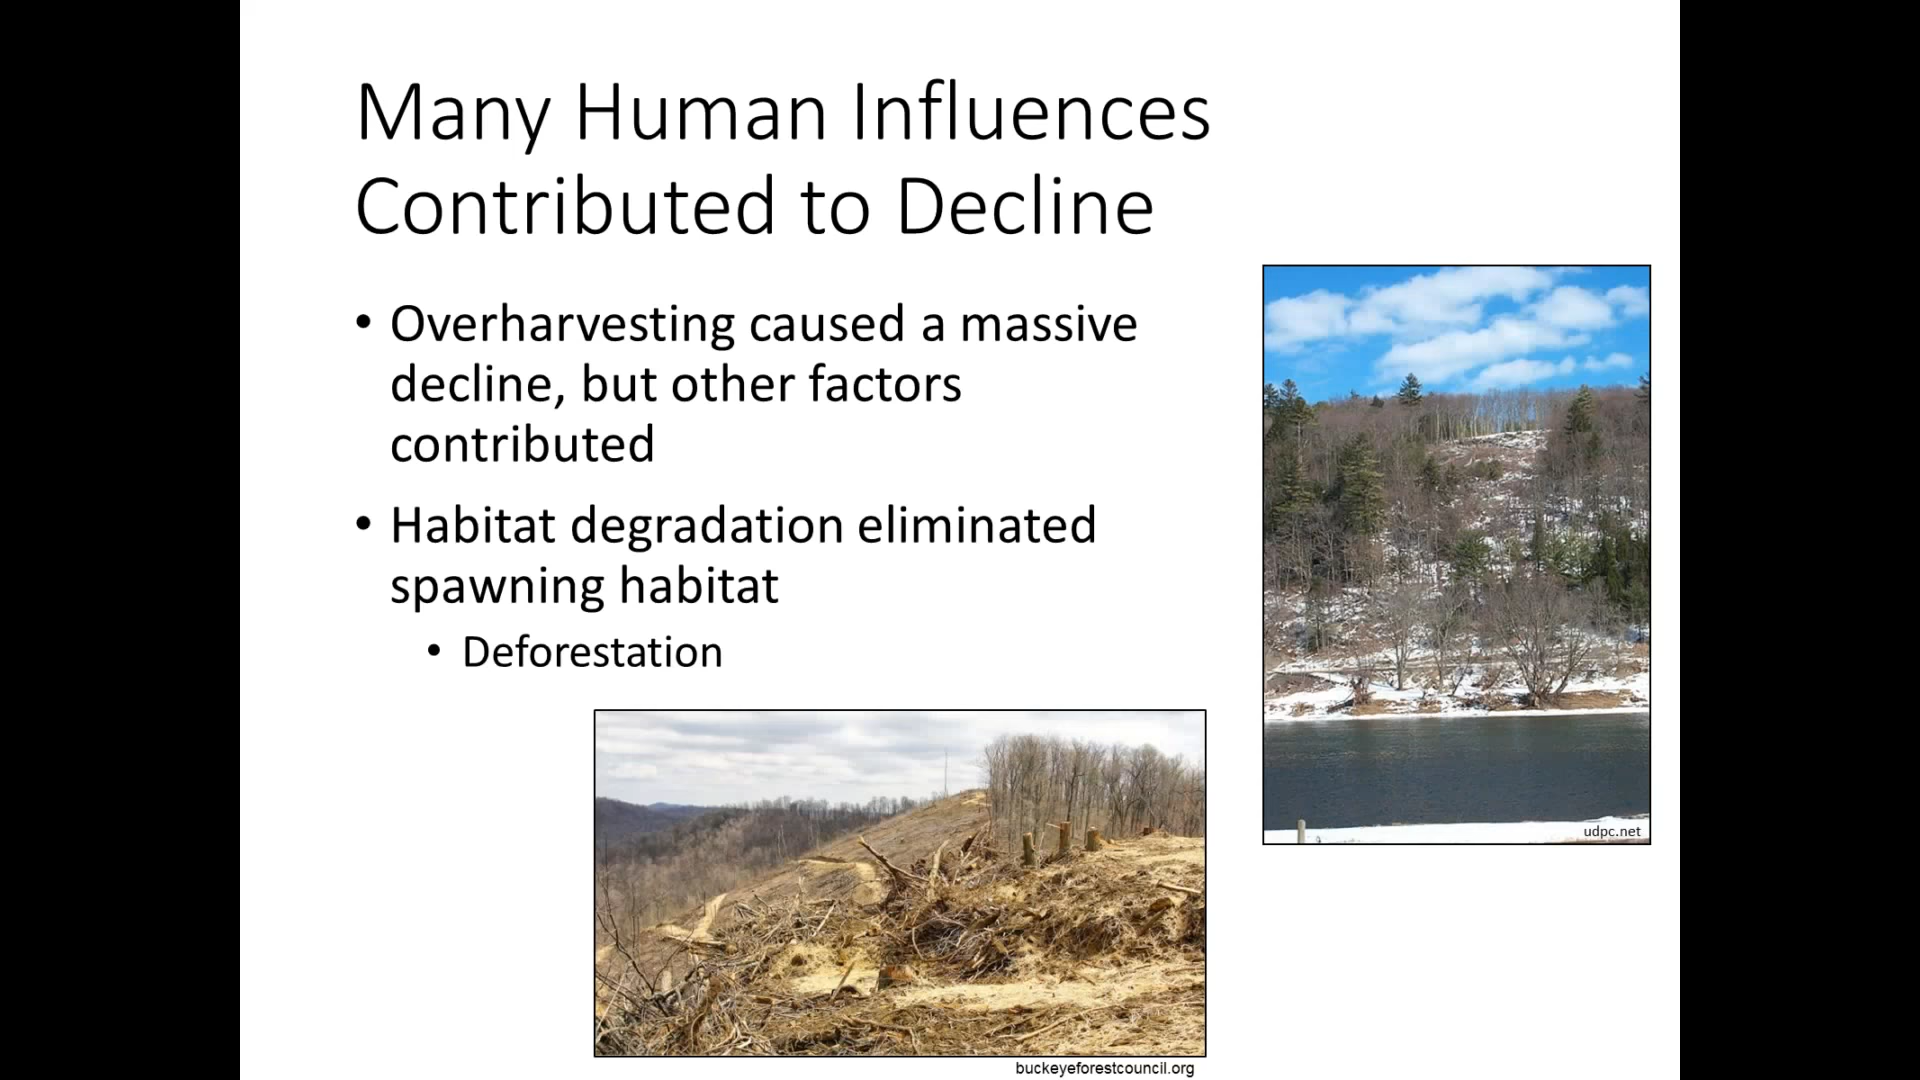 Many Human Influences
Contributed to Decline
• Overharvesting caused a massive
decline, but other factors
contributed
• Habitat degradation eliminated
spawning habitat
• Deforestation
udpc.net
buckeyeforestcouncil.org